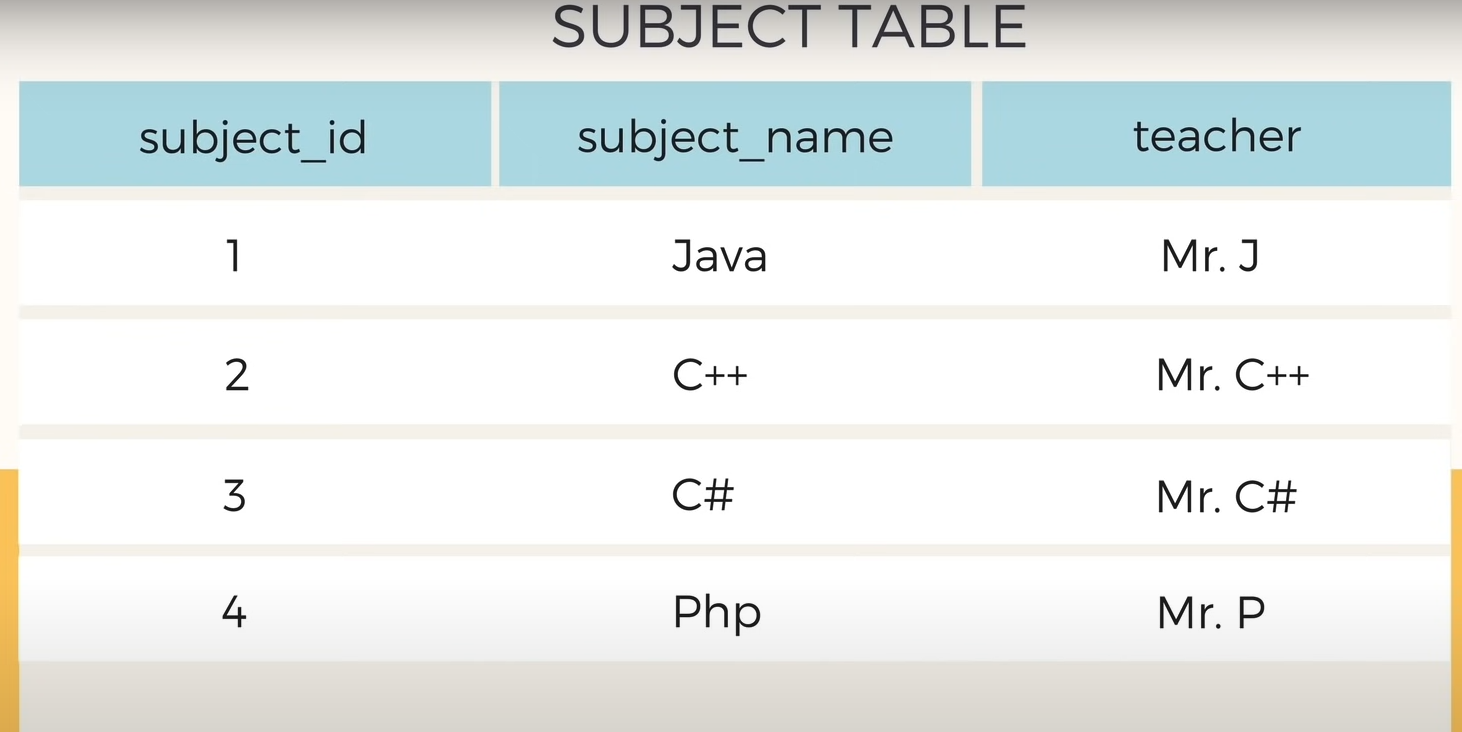 SUBJECT TABLE
subject_id subject_name teacher
1 Java Mr. J
2 C++ Mr. C++
3 C# Mr. C#
4 Php Mr. P